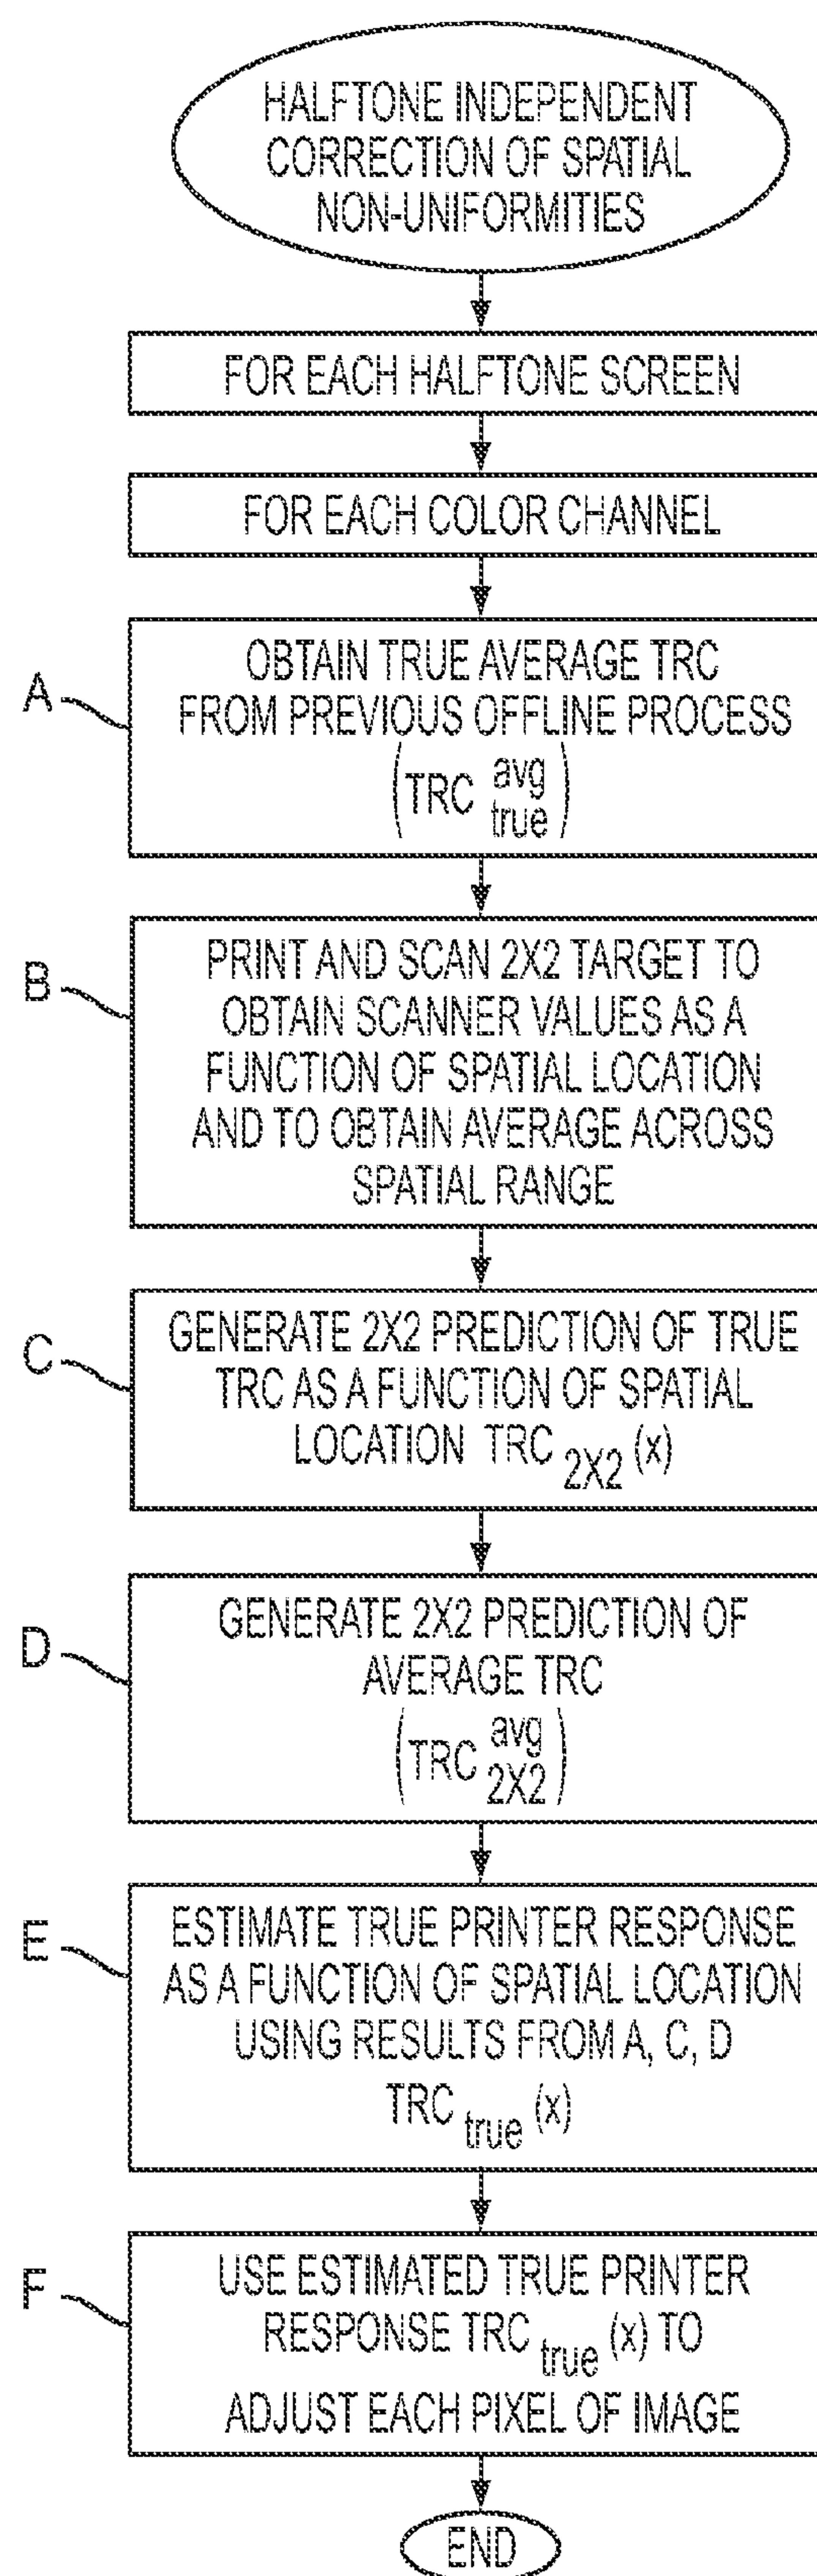 HALFTONE INDEPENDENT
CORRECTION OF SPATIAL
NON-UNIFORMITIES
FOR EACH HALFTONE SCREEN
FOR EACH COLOR CHANNEL
A
OBTAIN TRUE AVERAGE TRC
FROM PREVIOUS OFFLINE PROCESS
(TRC avg true)
B
PRINT AND SCAN 2X2 TARGET TO
OBTAIN SCANNER VALUES AS A
FUNCTION OF SPATIAL LOCATION
AND TO OBTAIN AVERAGE ACROSS
SPATIAL RANGE
C
GENERATE 2X2 PREDICTION OF TRUE
TRC AS A FUNCTION OF SPATIAL
LOCATION TRC 2X2 (x)
D
GENERATE 2X2 PREDICTION OF
AVERAGE TRC
(TRC avg 2X2)
E
ESTIMATE TRUE PRINTER RESPONSE
AS A FUNCTION OF SPATIAL LOCATION
USING RESULTS FROM A, C, D
TRC true (x)
F
USE ESTIMATED TRUE PRINTER
RESPONSE TRC true (x) TO
ADJUST EACH PIXEL OF IMAGE
END